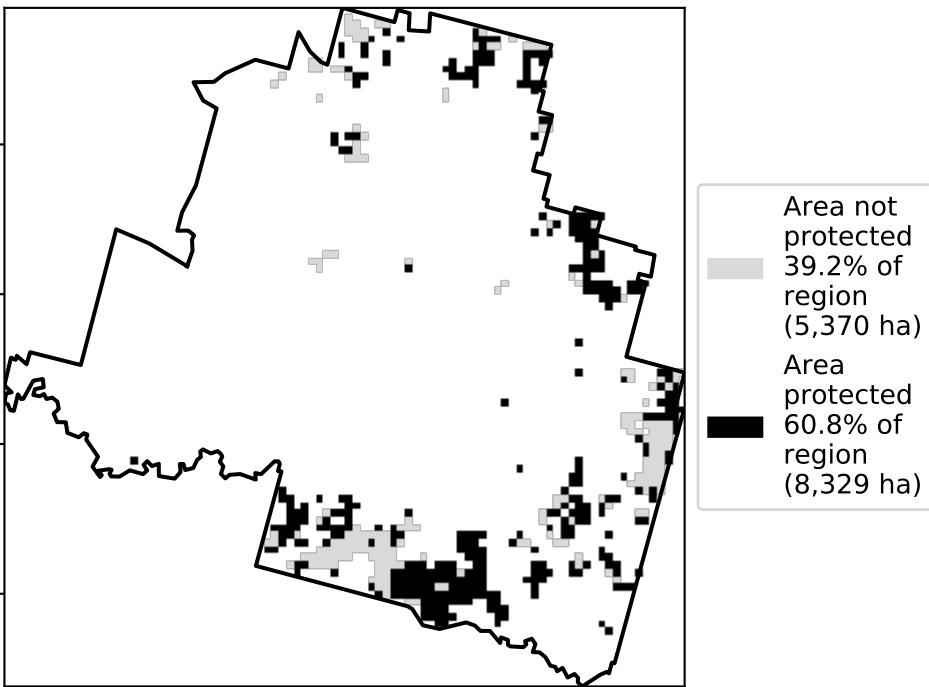 Area not
protected
39.2% of
region
(5,370 ha)
Area
protected
60.8% of
region
(8,329 ha)